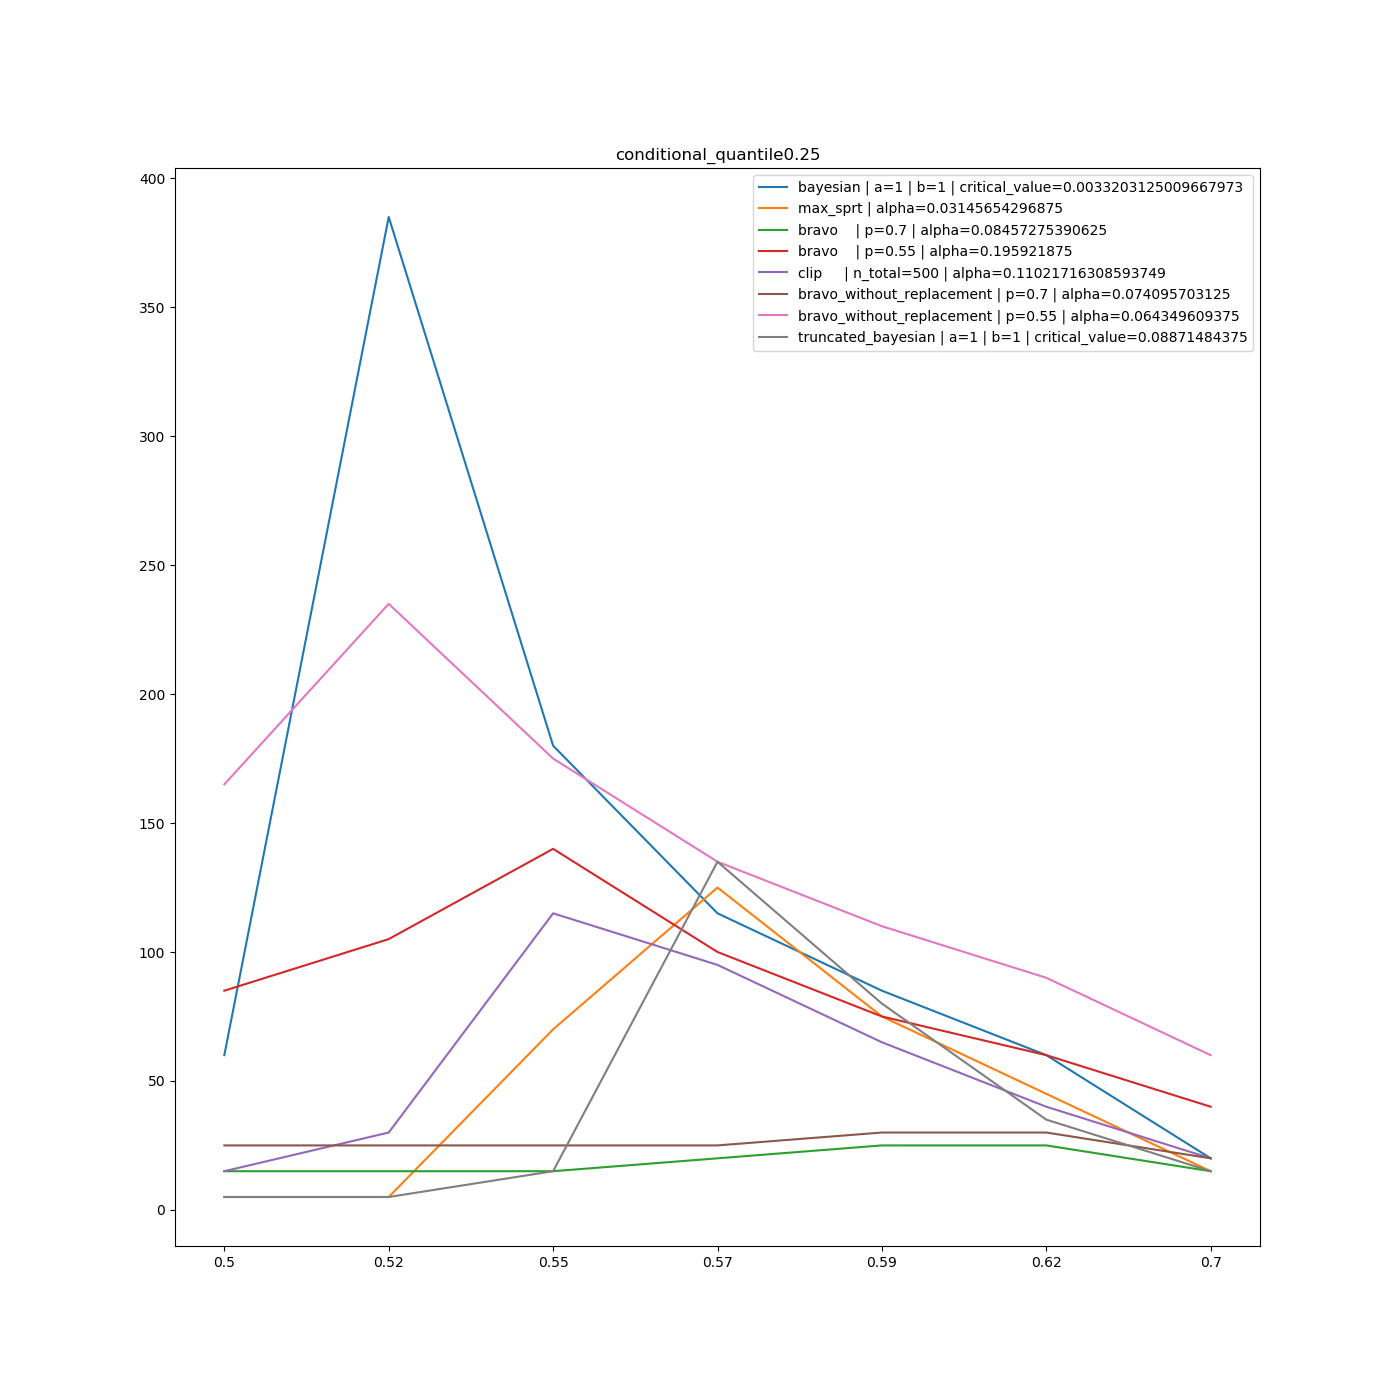 conditional_quantile0.25
400
350
300
250
200
150
100
50
0
bayesian | a=1 | b=1 | critical_value=0.0033203125009667973
max_sprt | alpha=0.03145654296875
bravo    | p=0.7 | alpha=0.08457275390625
bravo    | p=0.55 | alpha=0.195921875
clip     | n_total=500 | alpha=0.11021716308593749
bravo_without_replacement | p=0.7 | alpha=0.074095703125
bravo_without_replacement | p=0.55 | alpha=0.064349609375
truncated_bayesian | a=1 | b=1 | critical_value=0.08871484375
0.5 0.52 0.55 0.57 0.59 0.62 0.7